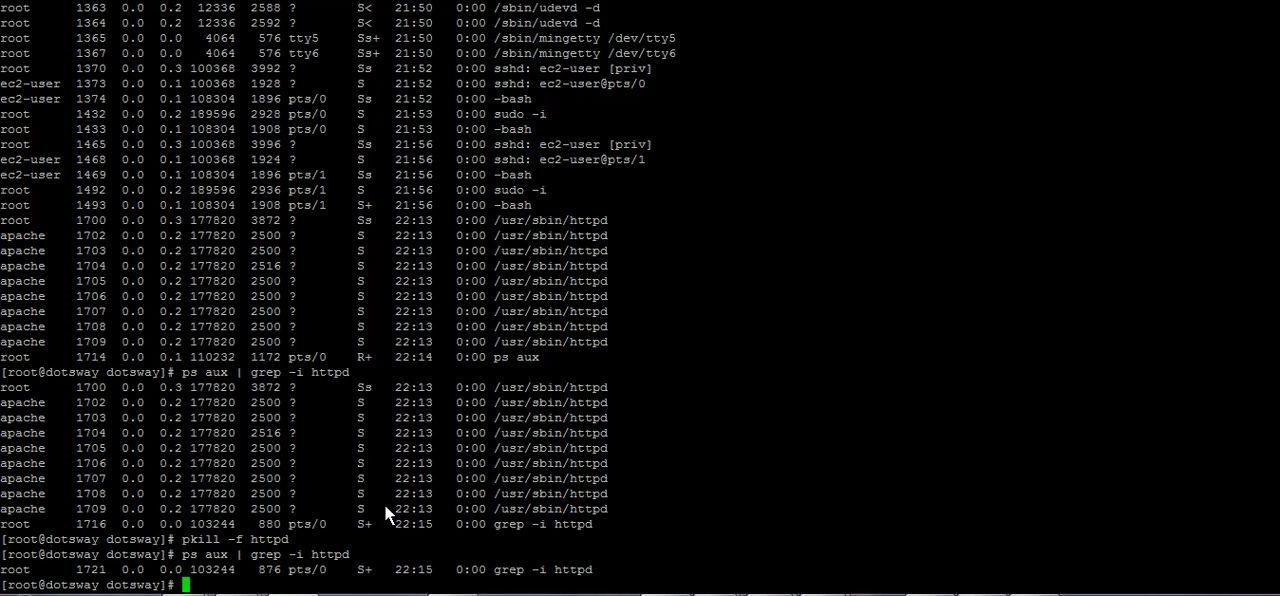 root      1363  0.0  0.2  12336  2588 ?        S<   21:50   0:00 /sbin/udevd -d
root      1364  0.0  0.2  12336  2592 ?        S<   21:50   0:00 /sbin/udevd -d
root      1365  0.0  0.0   4064   576 tty5     Ss+  21:50   0:00 /sbin/mingetty /dev/tty5
root      1367  0.0  0.0   4064   576 tty6     Ss+  21:50   0:00 /sbin/mingetty /dev/tty6
root      1370  0.0  0.3 100368  3992 ?        Ss   21:52   0:00 sshd: ec2-user [priv]
ec2-user  1373  0.0  0.1 100368  1928 ?        S    21:52   0:00 sshd: ec2-user@pts/0
ec2-user  1374  0.0  0.1 108304  1896 pts/0    Ss   21:52   0:00 -bash
root      1432  0.0  0.2 189596  2928 pts/0    S    21:53   0:00 sudo -i
root      1433  0.0  0.1 108304  1908 pts/0    S    21:53   0:00 -bash
root      1465  0.0  0.3 100368  3996 ?        Ss   21:56   0:00 sshd: ec2-user [priv]
ec2-user  1468  0.0  0.1 100368  1924 ?        S    21:56   0:00 sshd: ec2-user@pts/1
ec2-user  1469  0.0  0.1 108304  1896 pts/1    Ss   21:56   0:00 -bash
root      1492  0.0  0.2 189596  2936 pts/1    S    21:56   0:00 sudo -i
root      1493  0.0  0.1 108304  1908 pts/1    S+   21:56   0:00 -bash
root      1700  0.0  0.3 177820  3872 ?        Ss   22:13   0:00 /usr/sbin/httpd
apache    1702  0.0  0.2 177820  2500 ?        S    22:13   0:00 /usr/sbin/httpd
apache    1703  0.0  0.2 177820  2500 ?        S    22:13   0:00 /usr/sbin/httpd
apache    1704  0.0  0.2 177820  2516 ?        S    22:13   0:00 /usr/sbin/httpd
apache    1705  0.0  0.2 177820  2500 ?        S    22:13   0:00 /usr/sbin/httpd
apache    1706  0.0  0.2 177820  2500 ?        S    22:13   0:00 /usr/sbin/httpd
apache    1707  0.0  0.2 177820  2500 ?        S    22:13   0:00 /usr/sbin/httpd
apache    1708  0.0  0.2 177820  2500 ?        S    22:13   0:00 /usr/sbin/httpd
apache    1709  0.0  0.2 177820  2500 ?        S    22:13   0:00 /usr/sbin/httpd
root      1714  0.0  0.1 110232  1172 pts/0    R+   22:14   0:00 ps aux
[root@dotsway dotsway]# ps aux | grep -i httpd
root      1700  0.0  0.3 177820  3872 ?        Ss   22:13   0:00 /usr/sbin/httpd
apache    1702  0.0  0.2 177820  2500 ?        S    22:13   0:00 /usr/sbin/httpd
apache    1703  0.0  0.2 177820  2500 ?        S    22:13   0:00 /usr/sbin/httpd
apache    1704  0.0  0.2 177820  2516 ?        S    22:13   0:00 /usr/sbin/httpd
apache    1705  0.0  0.2 177820  2500 ?        S    22:13   0:00 /usr/sbin/httpd
apache    1706  0.0  0.2 177820  2500 ?        S    22:13   0:00 /usr/sbin/httpd
apache    1707  0.0  0.2 177820  2500 ?        S    22:13   0:00 /usr/sbin/httpd
apache    1708  0.0  0.2 177820  2500 ?        S    22:13   0:00 /usr/sbin/httpd
apache    1709  0.0  0.2 177820  2500 ?        S    22:13   0:00 /usr/sbin/httpd
root      1716  0.0  0.0 103244   880 pts/0    S+   22:15   0:00 grep -i httpd
[root@dotsway dotsway]# pkill -f httpd
[root@dotsway dotsway]# ps aux | grep -i httpd
root      1721  0.0  0.0 103244   876 pts/0    S+   22:15   0:00 grep -i httpd
[root@dotsway dotsway]#